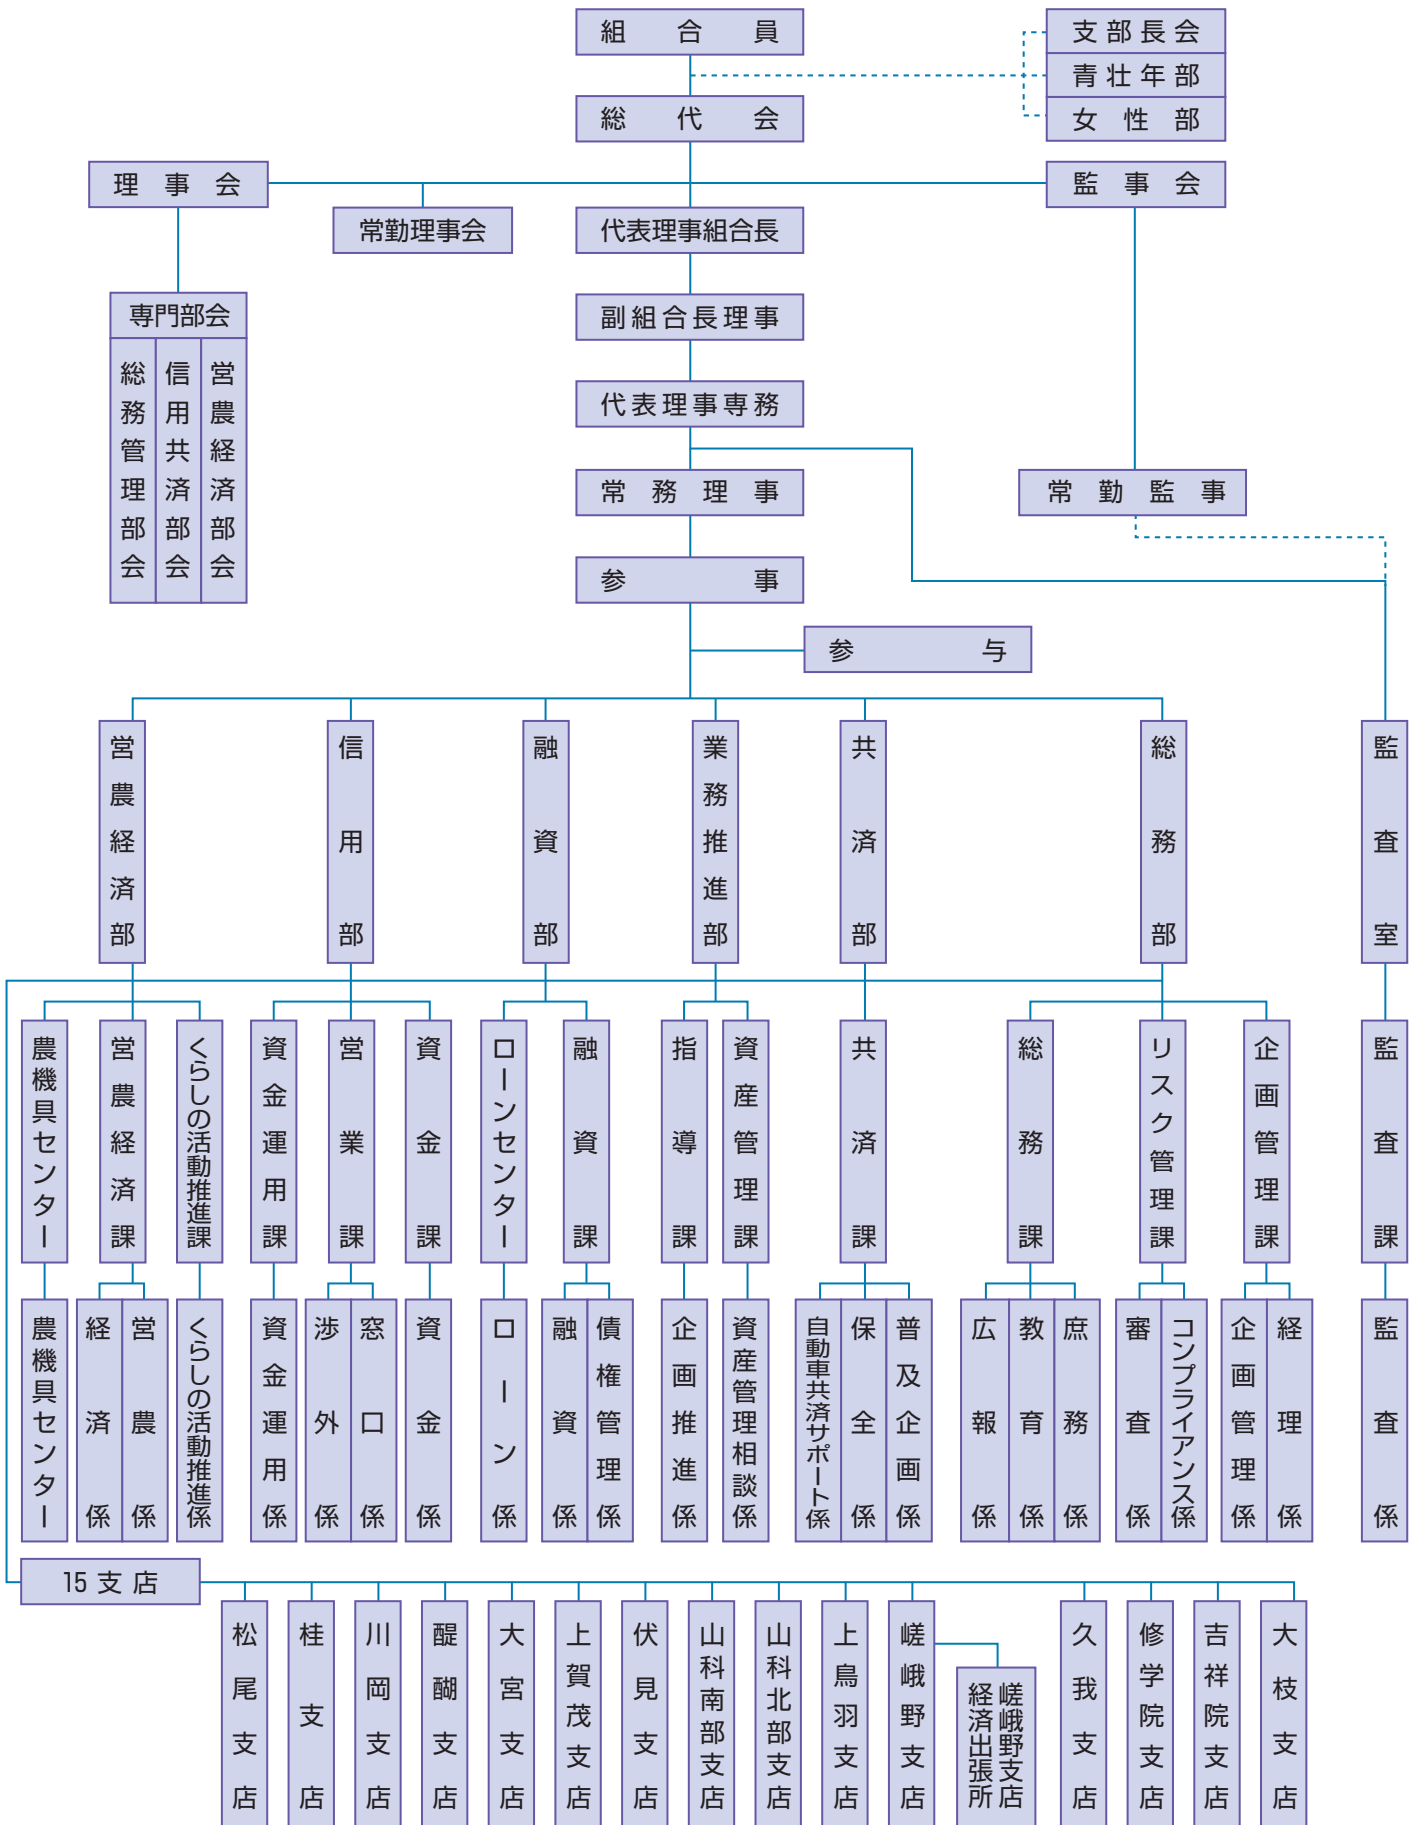 組合員
支部長会
青壮年部
女性部
総代会
理事会
監事会
常勤理事会
代表理事組合長
副組合長理事
専門部会
営農経済部会
信用共済部会
総務管理部会
代表理事専務
常務理事
常勤監事
参事
参与
営農経済部
信用部
融資部
業務推進部
共済部
総務部
監査室
農機具センター
営農経済課
くらしの活動推進課
資金運用課
営業課
資金課
ローンセンター
融資課
指導課
資産管理課
共済課
総務課
リスク管理課
企画管理課
監査課
農機具センター
経済係
営農係
くらしの活動推進係
資金運用係
渉外係
窓口係
資金係
ローン係
融資係
債権管理係
企画推進係
資産管理相談係
自動車共済サポート係
保全係
普及企画係
広報係
教育係
庶務係
審査係
コンプライアンス係
企画管理係
経理係
監査係
15支店
松尾支店
桂支店
川岡支店
醍醐支店
大宮支店
上賀茂支店
伏見支店
山科南部支店
山科北部支店
上鳥羽支店
嵯峨野支店
嵯峨野支店
経済出張所
久我支店
修学院支店
吉祥院支店
大枝支店